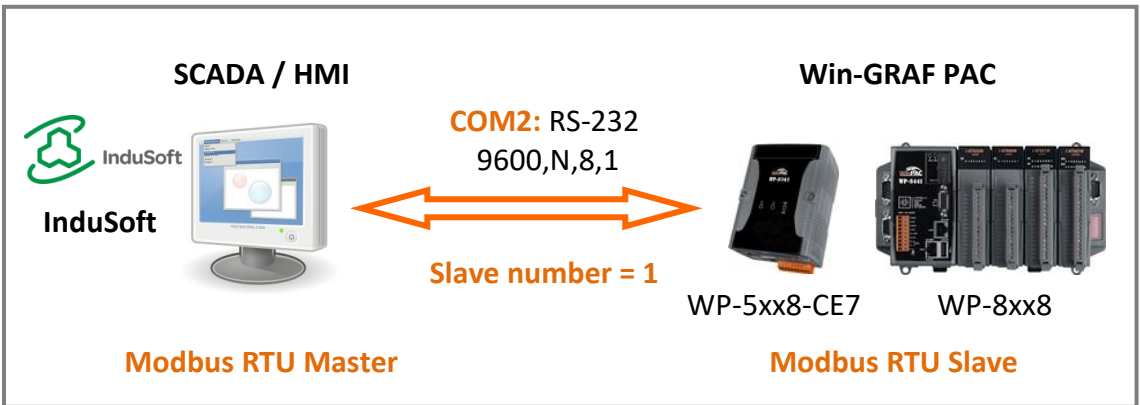 SCADA / HMI
Win-GRAF PAC
COM2: RS-232
9600,N,8,1
InduSoft
InduSoft
Slave number = 1
WP-5xx8-CE7
WP-8xx8
Modbus RTU Master
Modbus RTU Slave